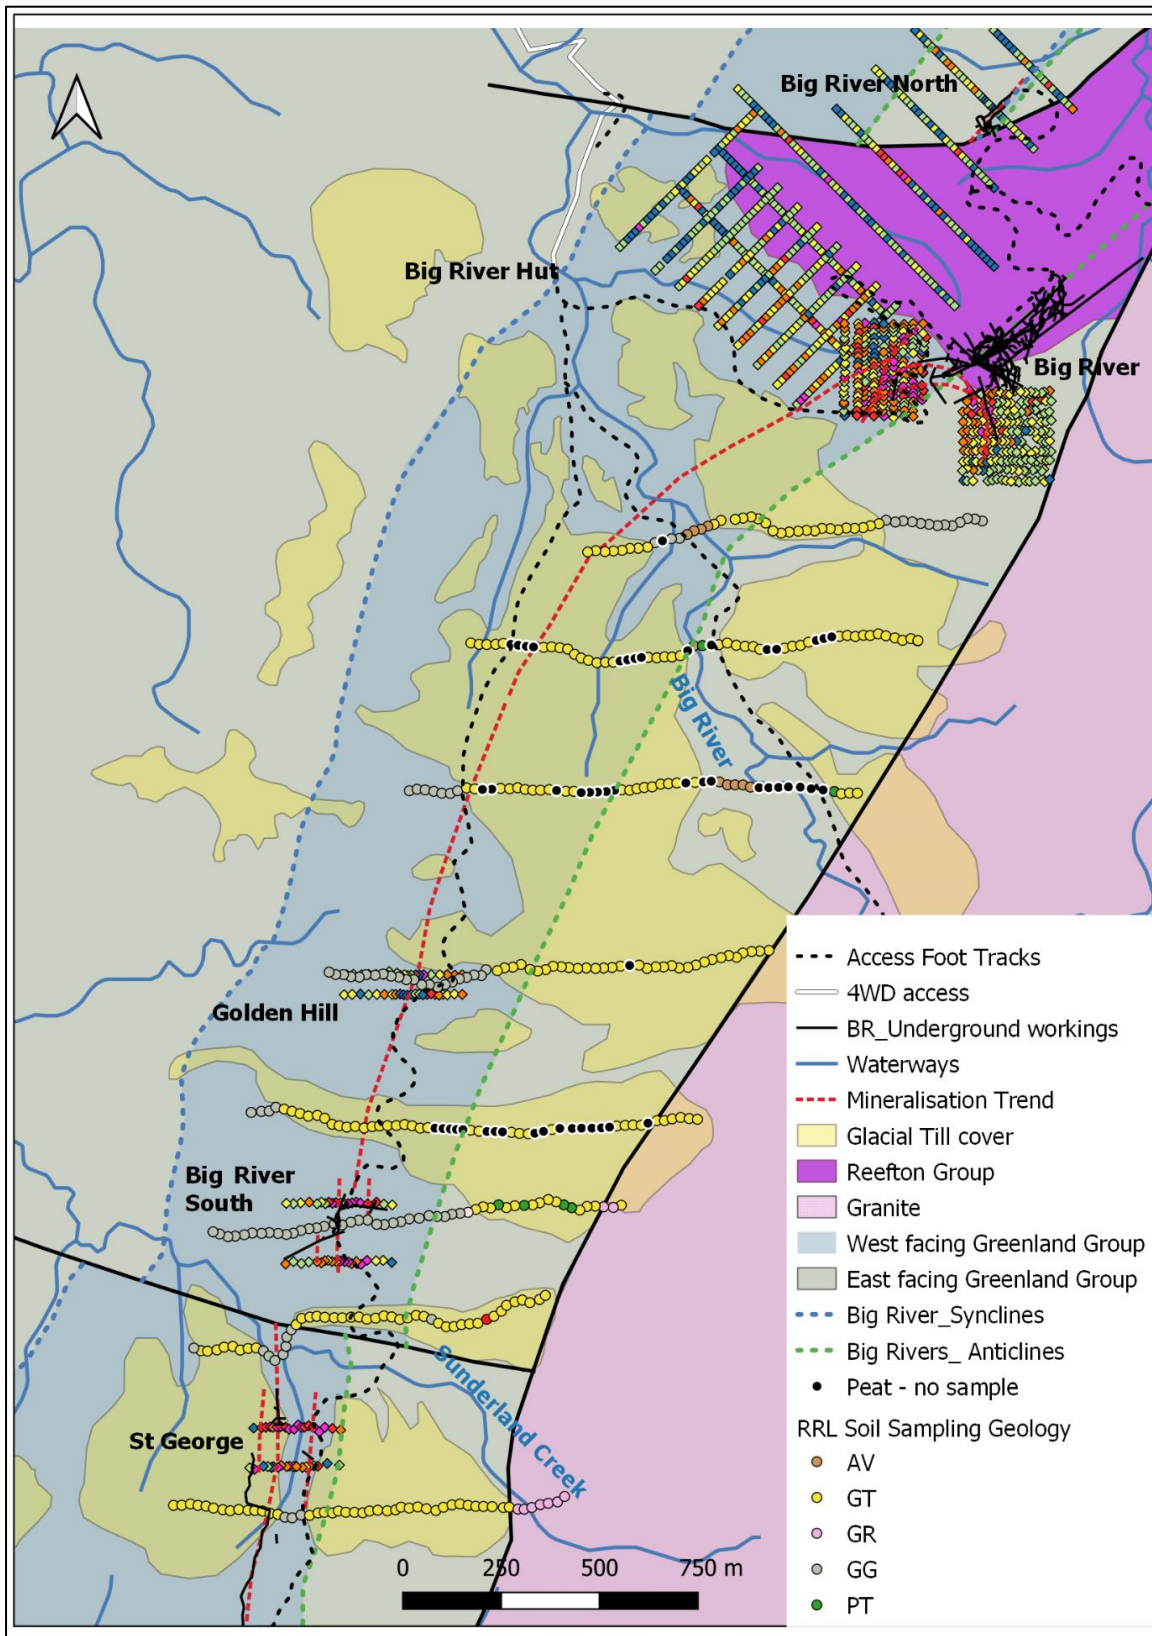 Big River North
Big River Hut
Big River
Big River
Golden Hill
Big River
South
St George
Sunderland Creek
0 250 500 750 m
Access Foot Tracks
4WD access
BR_Underground workings
Waterways
Mineralisation Trend
Glacial Till cover
Reefton Group
Granite
West facing Greenland Group
East facing Greenland Group
Big River_Synclines
Big Rivers_ Anticlines
Peat - no sample
RRL Soil Sampling Geology
AV
GT
GR
GG
PT